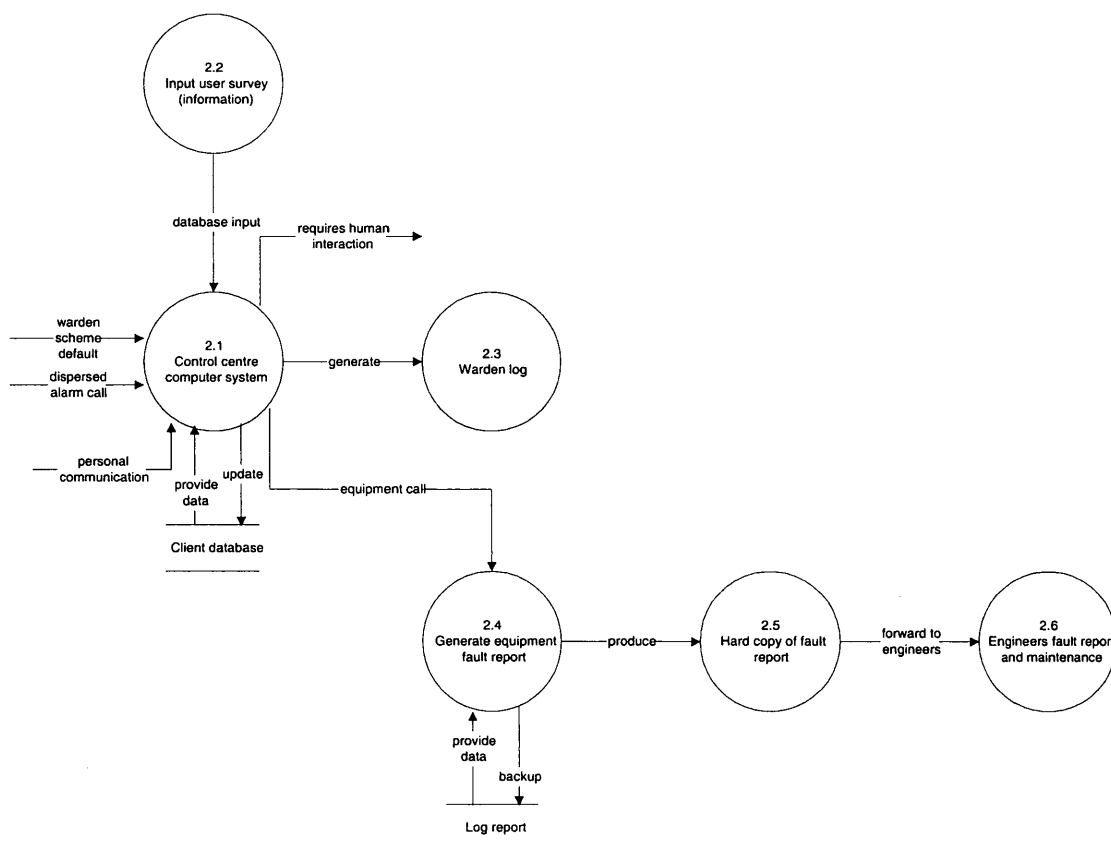 2.2
Input user survey
(information)
database input
requires human
interaction
warden
scheme
default
dispersed
alarm call
2.1
Control centre
computer system
generate
2.3
Warden log
personal
communication
provide
data
update
equipment call
Client database
2.4
Generate equipment
fault report
produce
2.5
Hard copy of fault
report
forward to
engineers
2.6
Engineers fault report
and maintenance
provide
data
backup
Log report